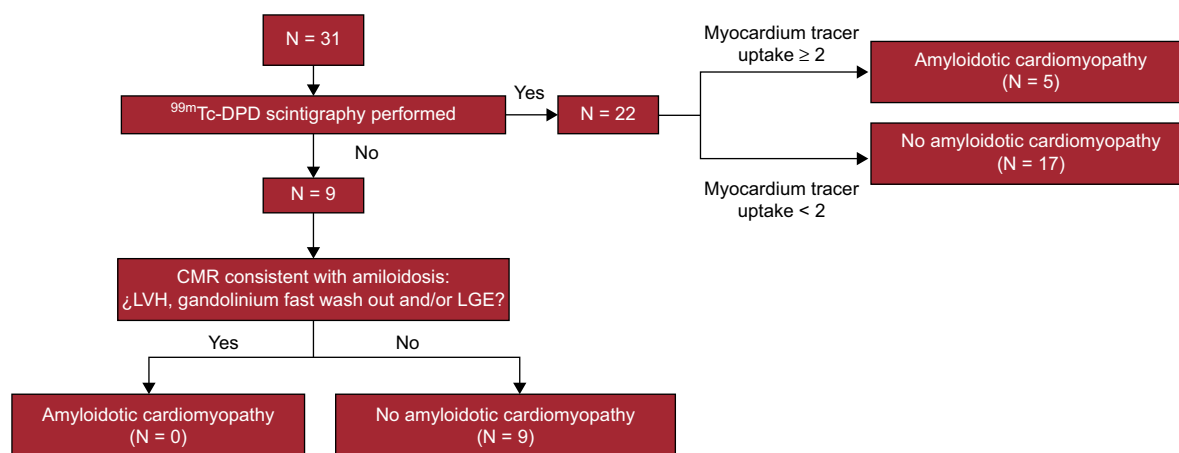 N = 31
99mTc-DPD scintigraphy performed
Yes
N = 22
Myocardium tracer
uptake ≥ 2
Amyloidotic cardiomyopathy
(N = 5)
No amyloidotic cardiomyopathy
(N = 17)
Myocardium tracer
uptake < 2
No
N = 9
CMR consistent with amiloidosis:
¿LVH, gandolinium fast wash out and/or LGE?
Yes
No
Amyloidotic cardiomyopathy
(N = 0)
No amyloidotic cardiomyopathy
(N = 9)